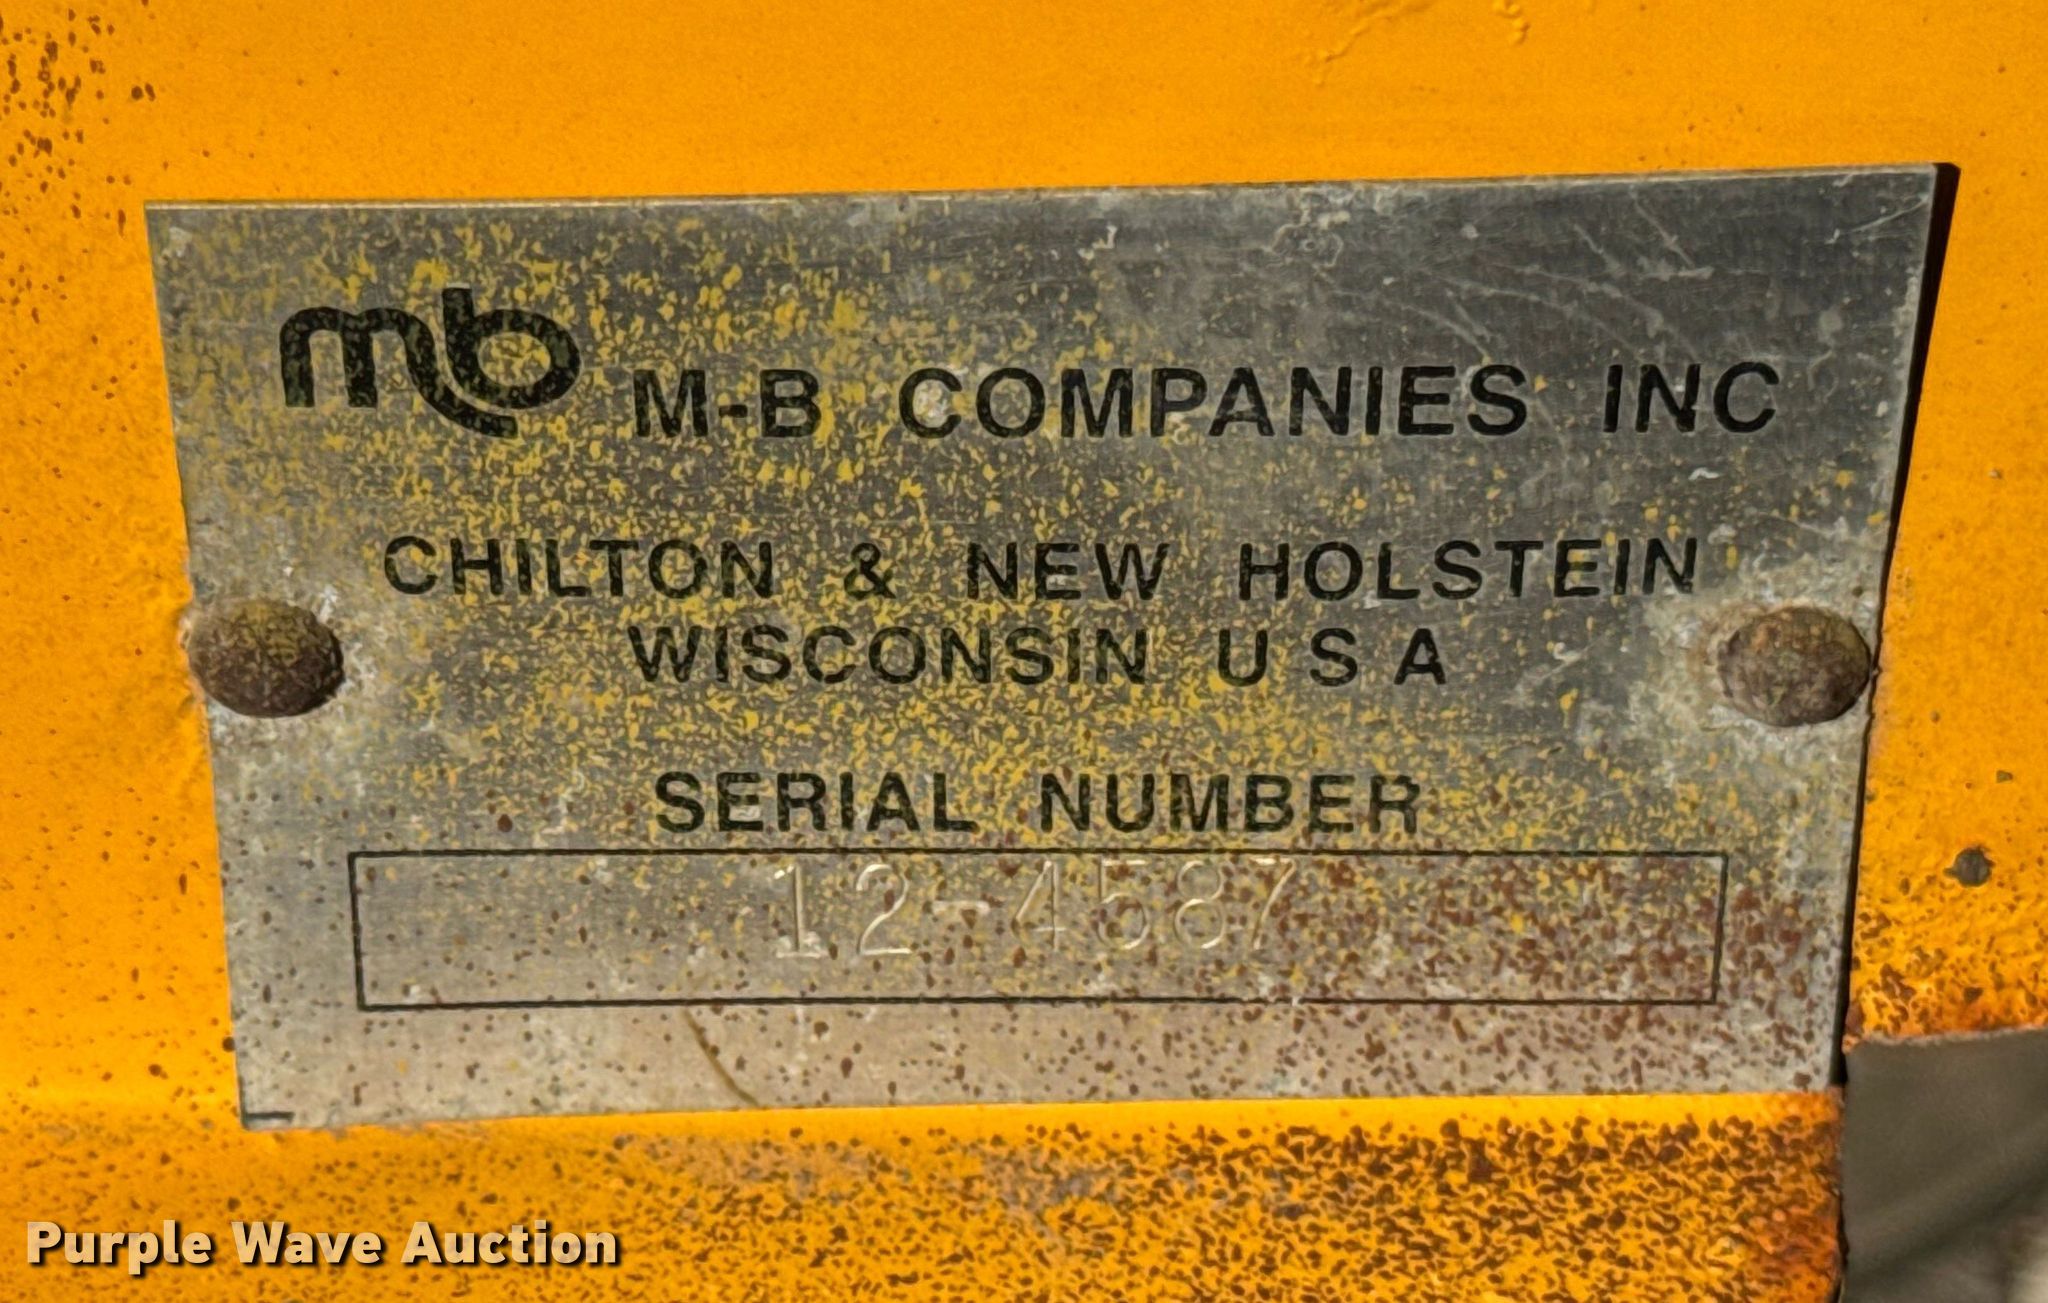 mb M-B COMPANIES INC
CHILTON & NEW HOLSTEIN
WISCONSIN U S A
SERIAL NUMBER
12-4587
Purple Wave Auction